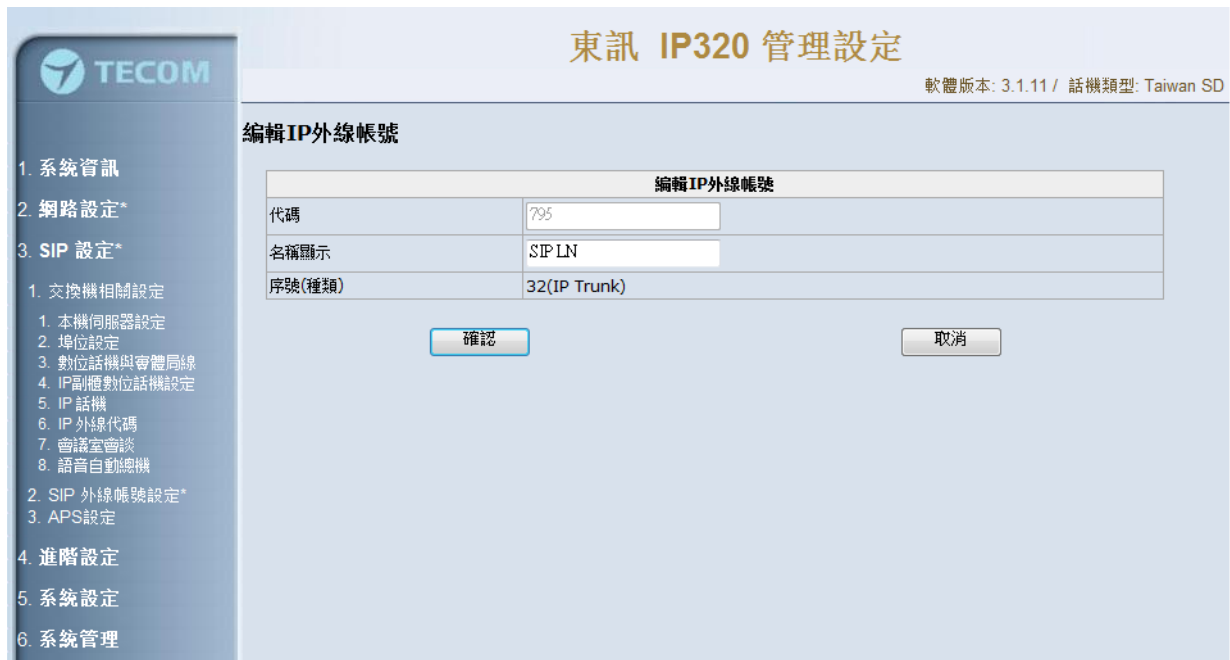 TECOM
東訊 IP320 管理設定
軟體版本: 3.1.11 / 話機類型: Taiwan SD
編輯IP外線帳號
1. 系統資訊
2. 網路設定*
3. SIP 設定*
1. 交換機相關設定
1. 本機伺服器設定
2. 埠位設定
3. 數位話機與實體局線
4. IP副櫃數位話機設定
5. IP 話機
6. IP 外線代碼
7. 會議室會談
8. 語音自動總機
2. SIP 外線帳號設定*
3. APS設定
4. 進階設定
5. 系統設定
6. 系統管理
編輯IP外線帳號
代碼 795
名稱顯示 SIP LN
序號(種類) 32(IP Trunk)
確認 取消